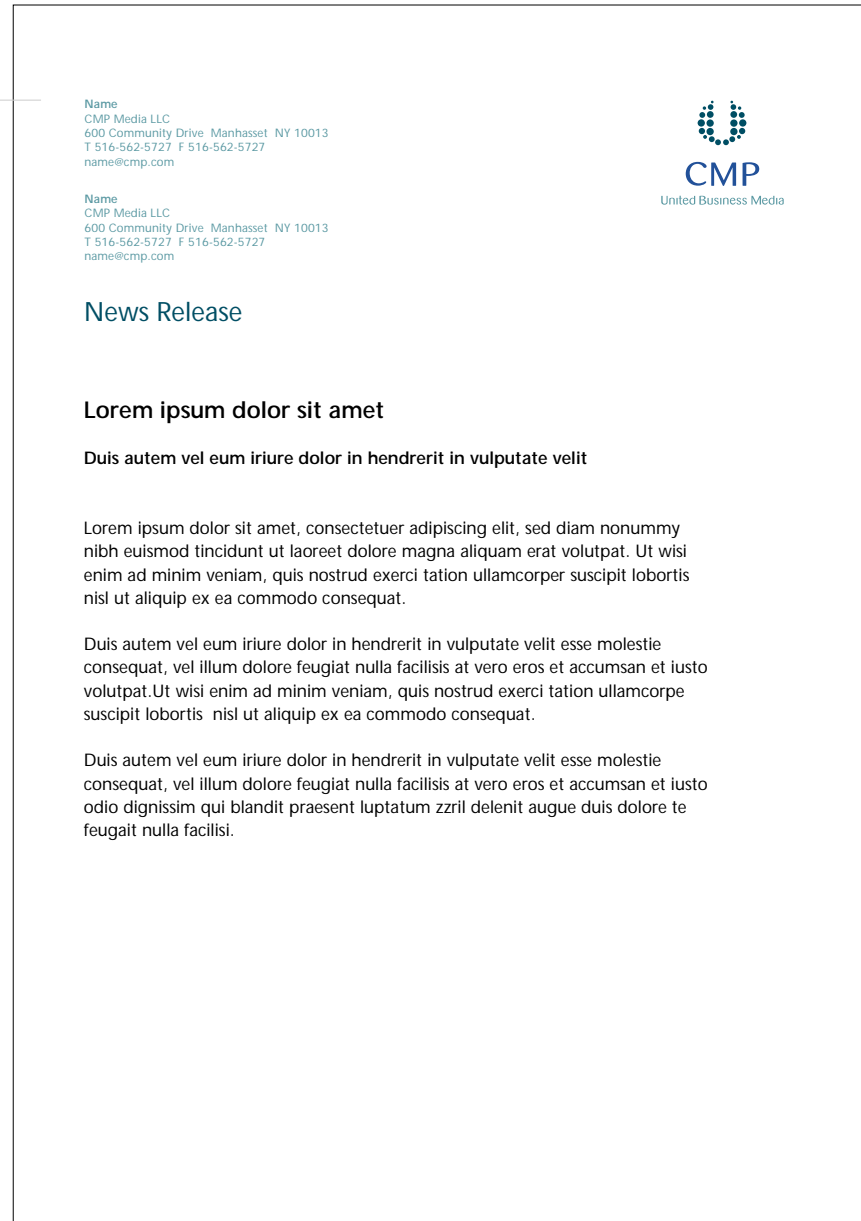 Name
CMP Media LLC
600 Community Drive  Manhasset  NY 10013
T 516-562-5727  F 516-562-5727
name@cmp.com
Name
CMP Media LLC
600 Community Drive  Manhasset  NY 10013
T 516-562-5727  F 516-562-5727
name@cmp.com
CMP
United Business Media
News Release
Lorem ipsum dolor sit amet
Duis autem vel eum iriure dolor in hendrerit in vulputate velit
Lorem ipsum dolor sit amet, consectetuer adipiscing elit, sed diam nonummy
nibh euismod tincidunt ut laoreet dolore magna aliquam erat volutpat. Ut wisi
enim ad minim veniam, quis nostrud exerci tation ullamcorper suscipit lobortis
nisl ut aliquip ex ea commodo consequat.
Duis autem vel eum iriure dolor in hendrerit in vulputate velit esse molestie
consequat, vel illum dolore feugiat nulla facilisis at vero eros et accumsan et iusto
volutpat.Ut wisi enim ad minim veniam, quis nostrud exerci tation ullamcorpe
suscipit lobortis  nisl ut aliquip ex ea commodo consequat.
Duis autem vel eum iriure dolor in hendrerit in vulputate velit esse molestie
consequat, vel illum dolore feugiat nulla facilisis at vero eros et accumsan et iusto
odio dignissim qui blandit praesent luptatum zzril delenit augue duis dolore te
feugait nulla facilisi.